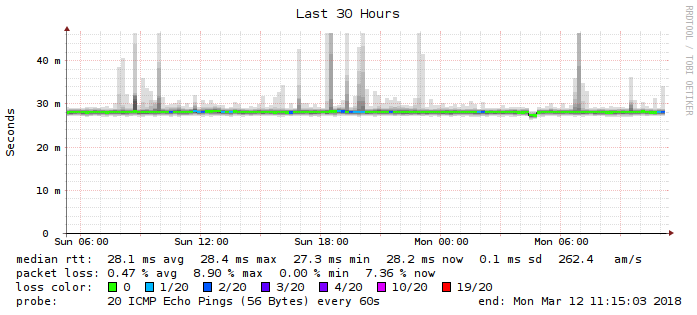 Last 30 Hours
RRDTOOL / TOBI OETIKER
Seconds
40 m
30 m
20 m
10 m
0
Sun 06:00 Sun 12:00 Sun 18:00 Mon 00:00 Mon 06:00
median rtt: 28.1 ms avg 28.4 ms max 27.3 ms min 28.2 ms now 0.1 ms sd 262.4 am/s
packet loss: 0.47 % avg 8.90 % max 0.00 % min 7.36 % now
loss color: 0 1/20 2/20 3/20 4/20 10/20 19/20
probe: 20 ICMP Echo Pings (56 Bytes) every 60s end: Mon Mar 12 11:15:03 2018